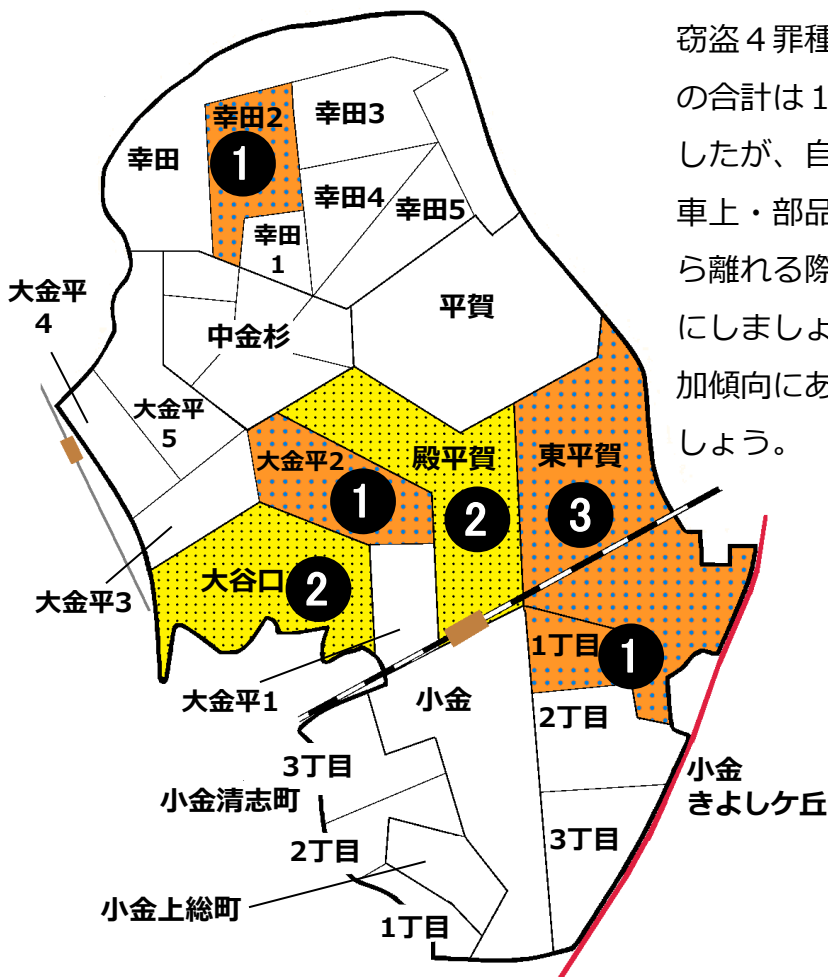 窃盗４罪種
の合計は１
したが、自
車上・部品
ら離れる際
にしましょ
加傾向にあ
しょう。
幸田2
1
幸田3
幸田
幸田4
幸田5
幸田
1
大金平
4
中金杉
平賀
大金平
5
大金平2
1
殿平賀
2
東平賀
3
大谷口
2
大金平3
1丁目
1
大金平1
小金
2丁目
3丁目
小金清志町
小金
きよしケ丘
2丁目
3丁目
小金上総町
1丁目